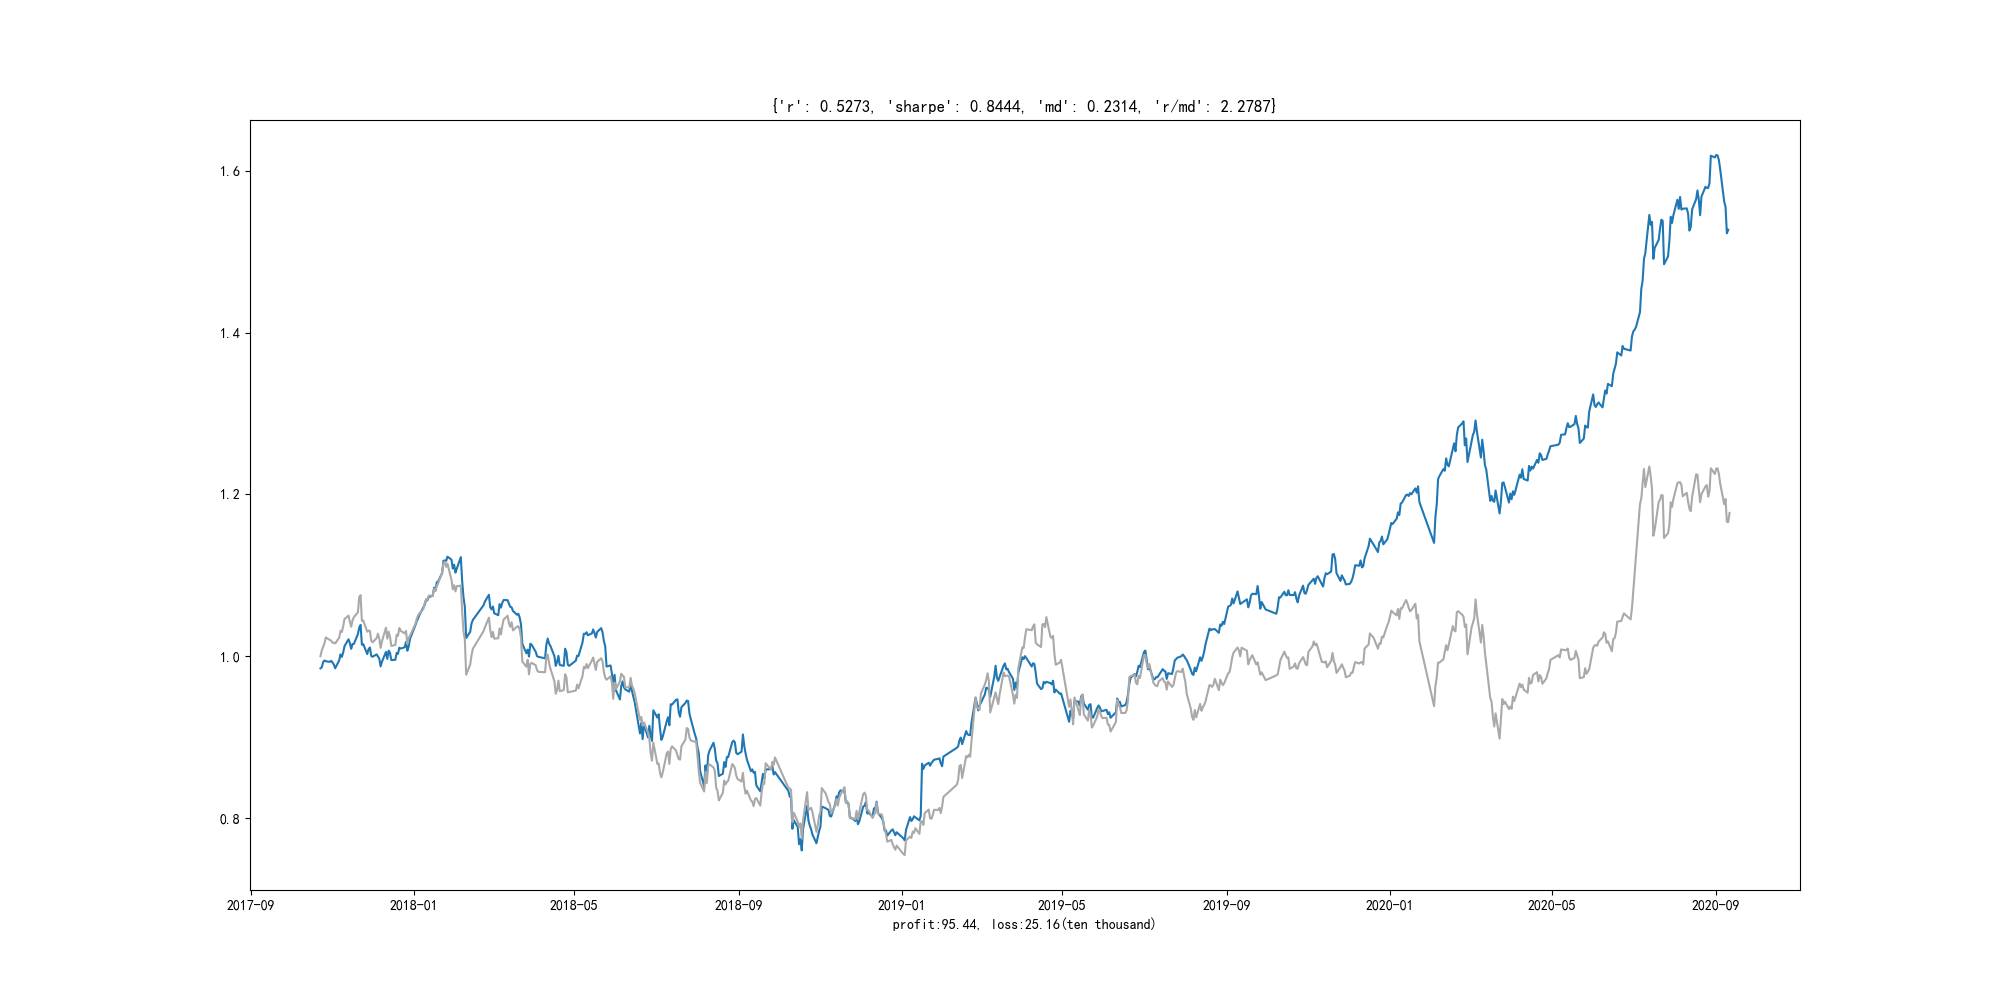 {'r': 0.5273, 'sharpe': 0.8444, 'md': 0.2314, 'r/md': 2.2787}
1.6
1.4
1.2
1.0
0.8
2017-09 2018-01 2018-05 2018-09 2019-01 2019-05 2019-09 2020-01 2020-05 2020-09
profit:95.44, loss:25.16(ten thousand)